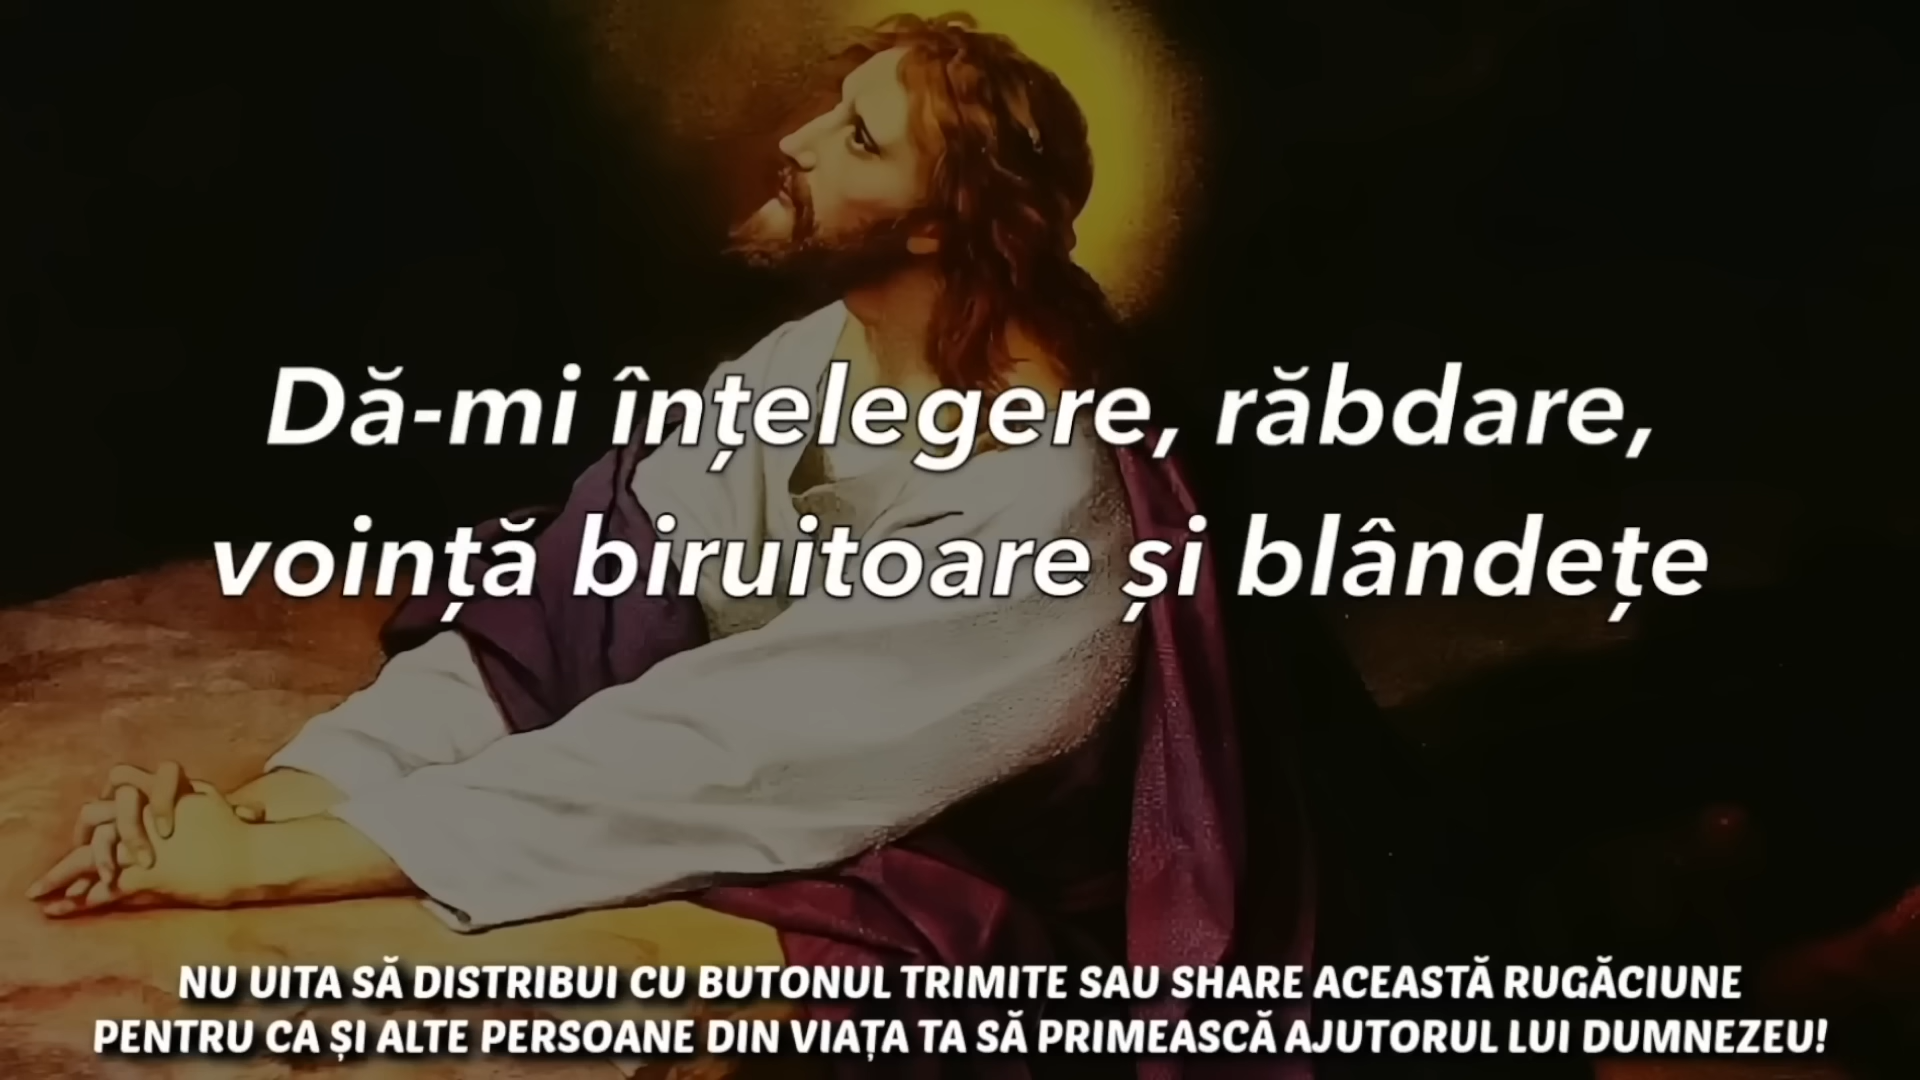 Dă-mi înțelegere, răbdare,
voință biruitoare și blândețe
NU UITA SĂ DISTRIBUI CU BUTONUL TRIMITE SAU SHARE ACEASTĂ RUGĂCIUNE
PENTRU CA ȘI ALTE PERSOANE DIN VIAȚA TA SĂ PRIMEASCĂ AJUTORUL LUI DUMNEZEU!